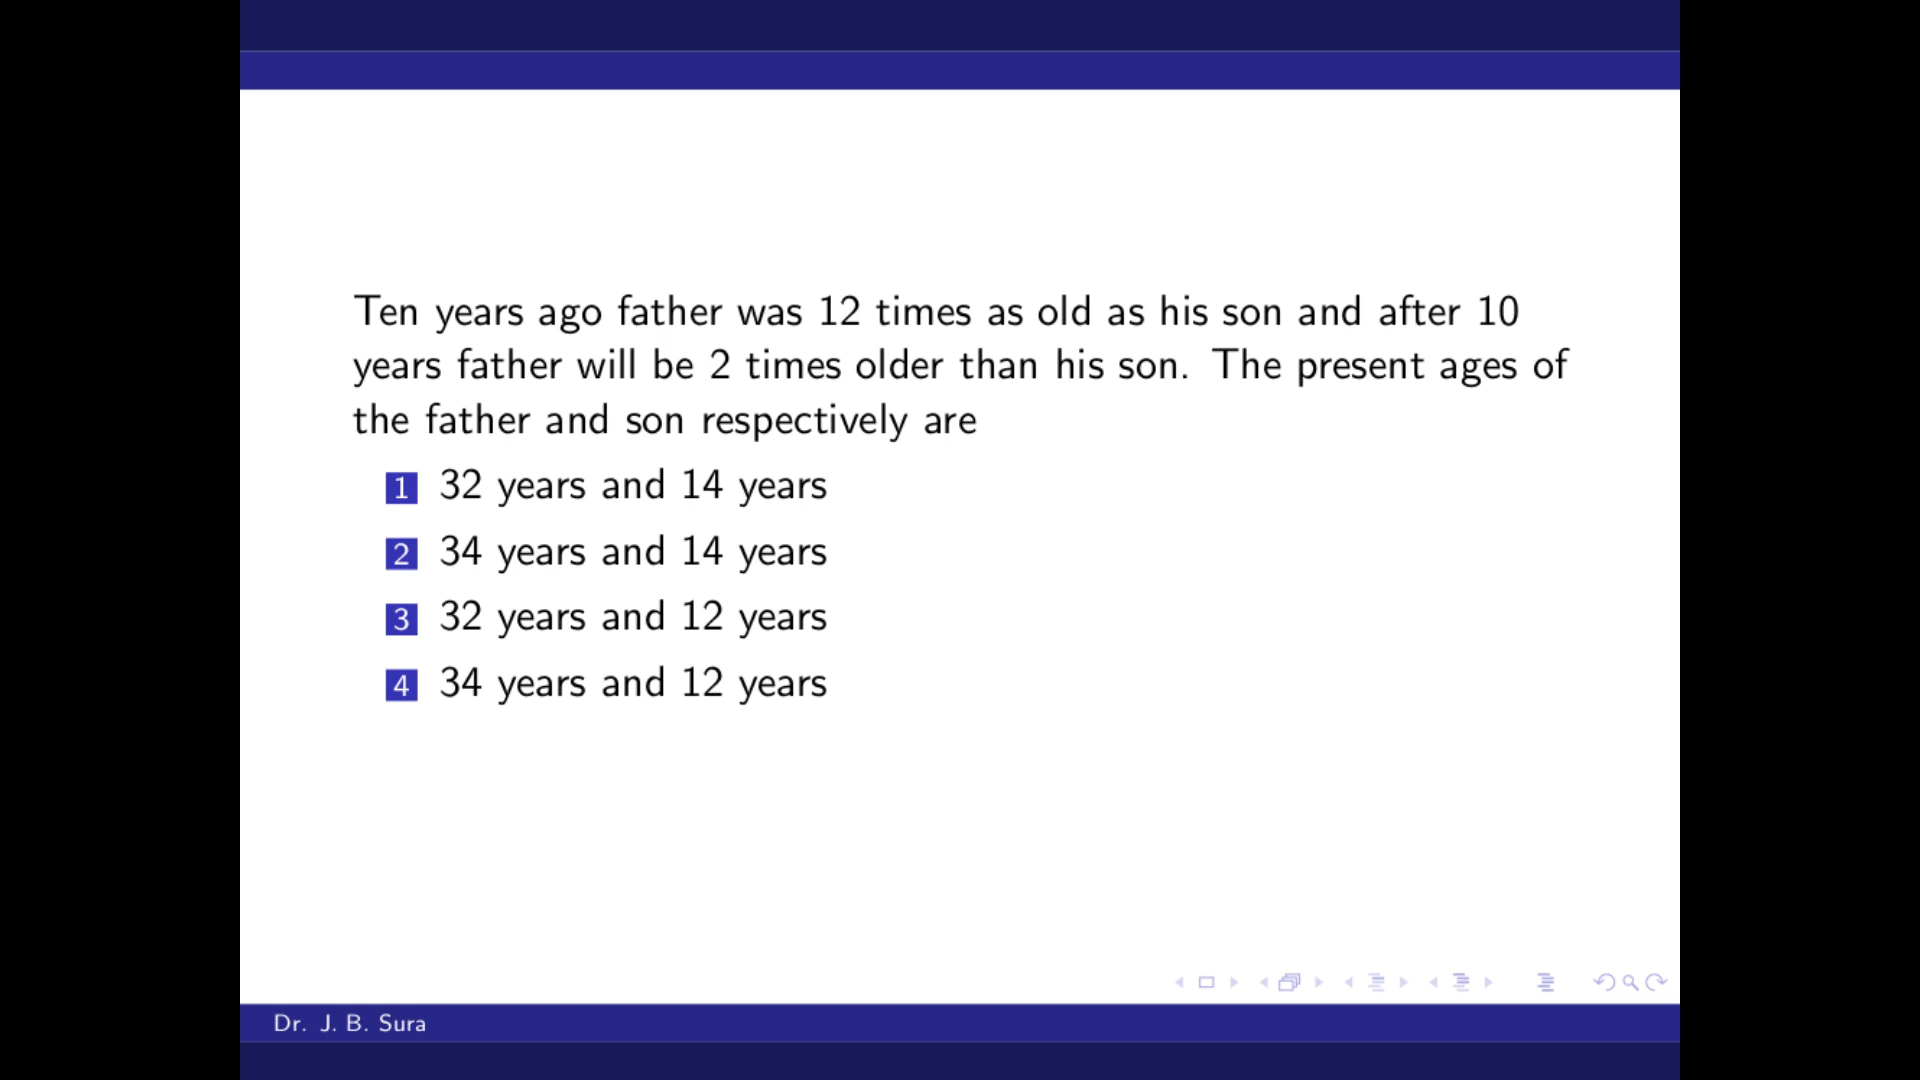 Ten years ago father was 12 times as old as his son and after 10
years father will be 2 times older than his son. The present ages of
the father and son respectively are
1 32 years and 14 years
2 34 years and 14 years
3 32 years and 12 years
4 34 years and 12 years
Dr. J. B. Sura